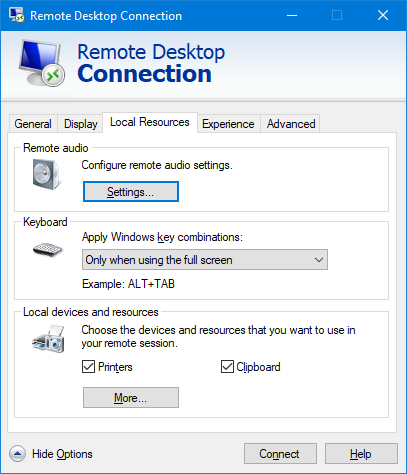 Remote Desktop Connection
Remote Desktop
Connection
General Display Local Resources Experience Advanced
Remote audio
Configure remote audio settings.
Settings...
Keyboard
Apply Windows key combinations:
Only when using the full screen
Example: ALT+TAB
Local devices and resources
Choose the devices and resources that you want to use in
your remote session.
Printers Clipboard
More...
Hide Options Connect Help